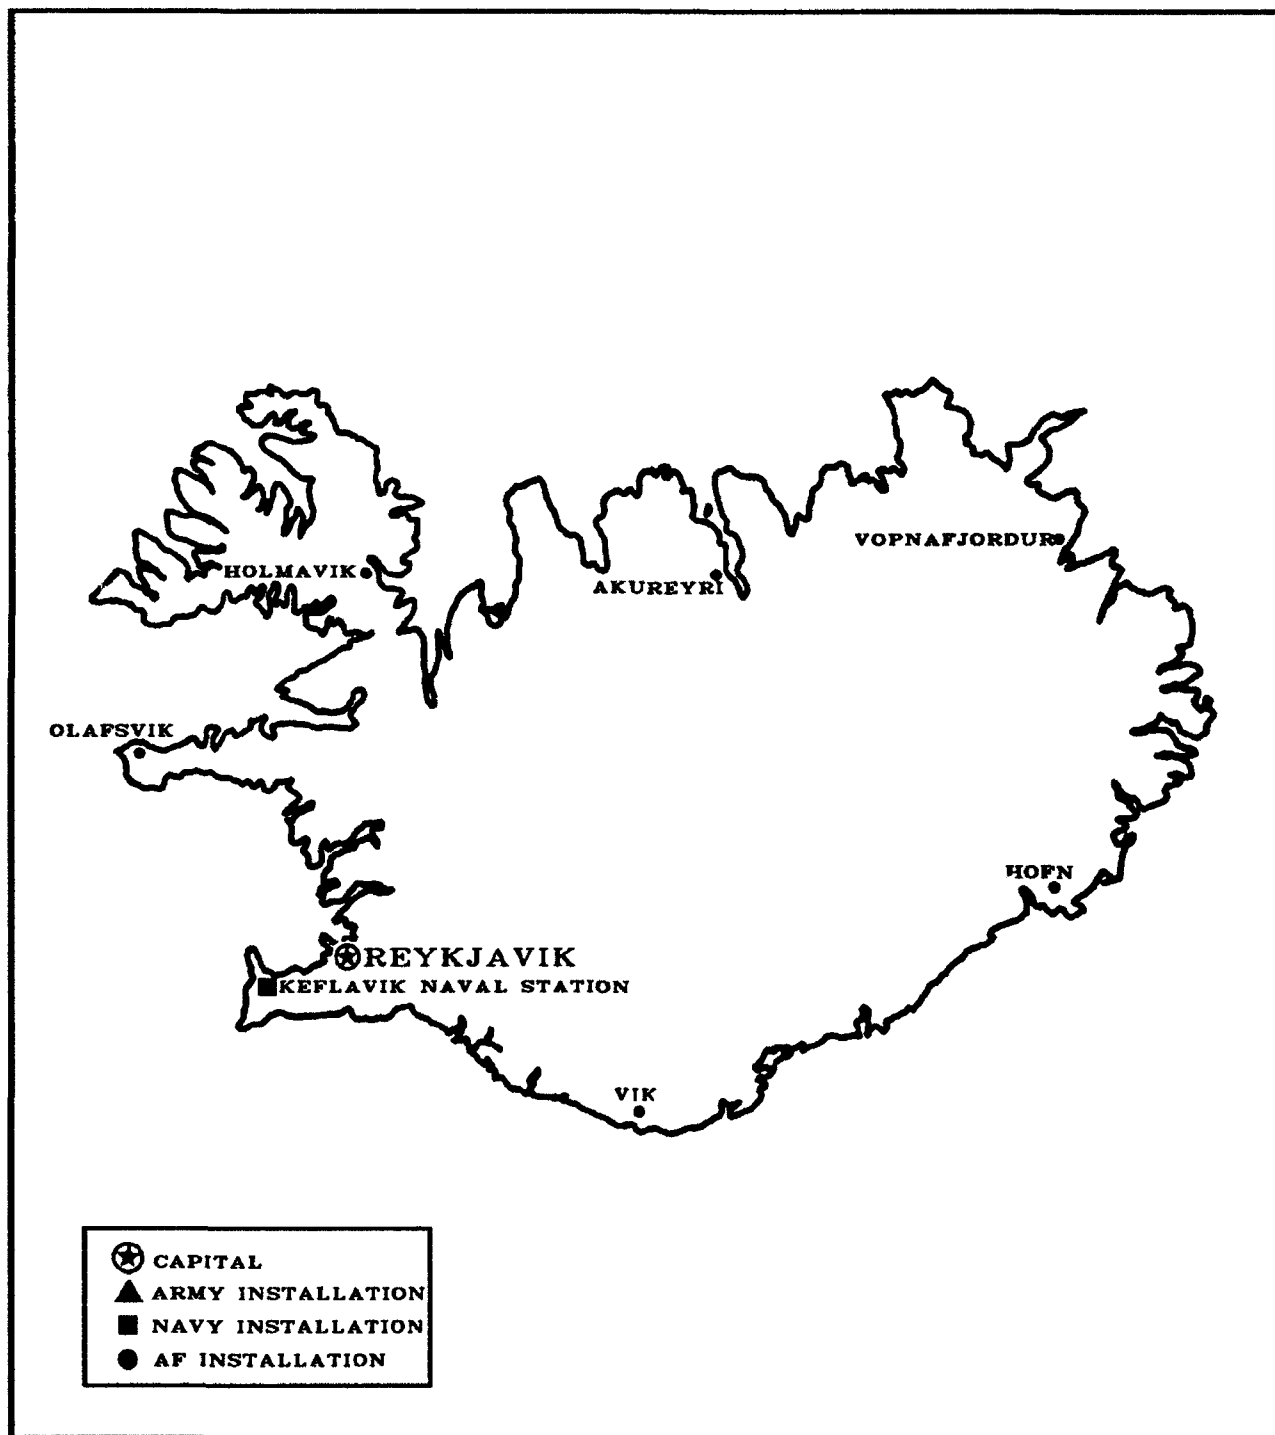 VOPNAFJORDUR
HOLMAVIK
AKUREYRI
OLAFSVIK
HOFN
REYKJAVIK
KEFLAVIK NAVAL STATION
VIK
CAPITAL
ARMY INSTALLATION
NAVY INSTALLATION
AF INSTALLATION